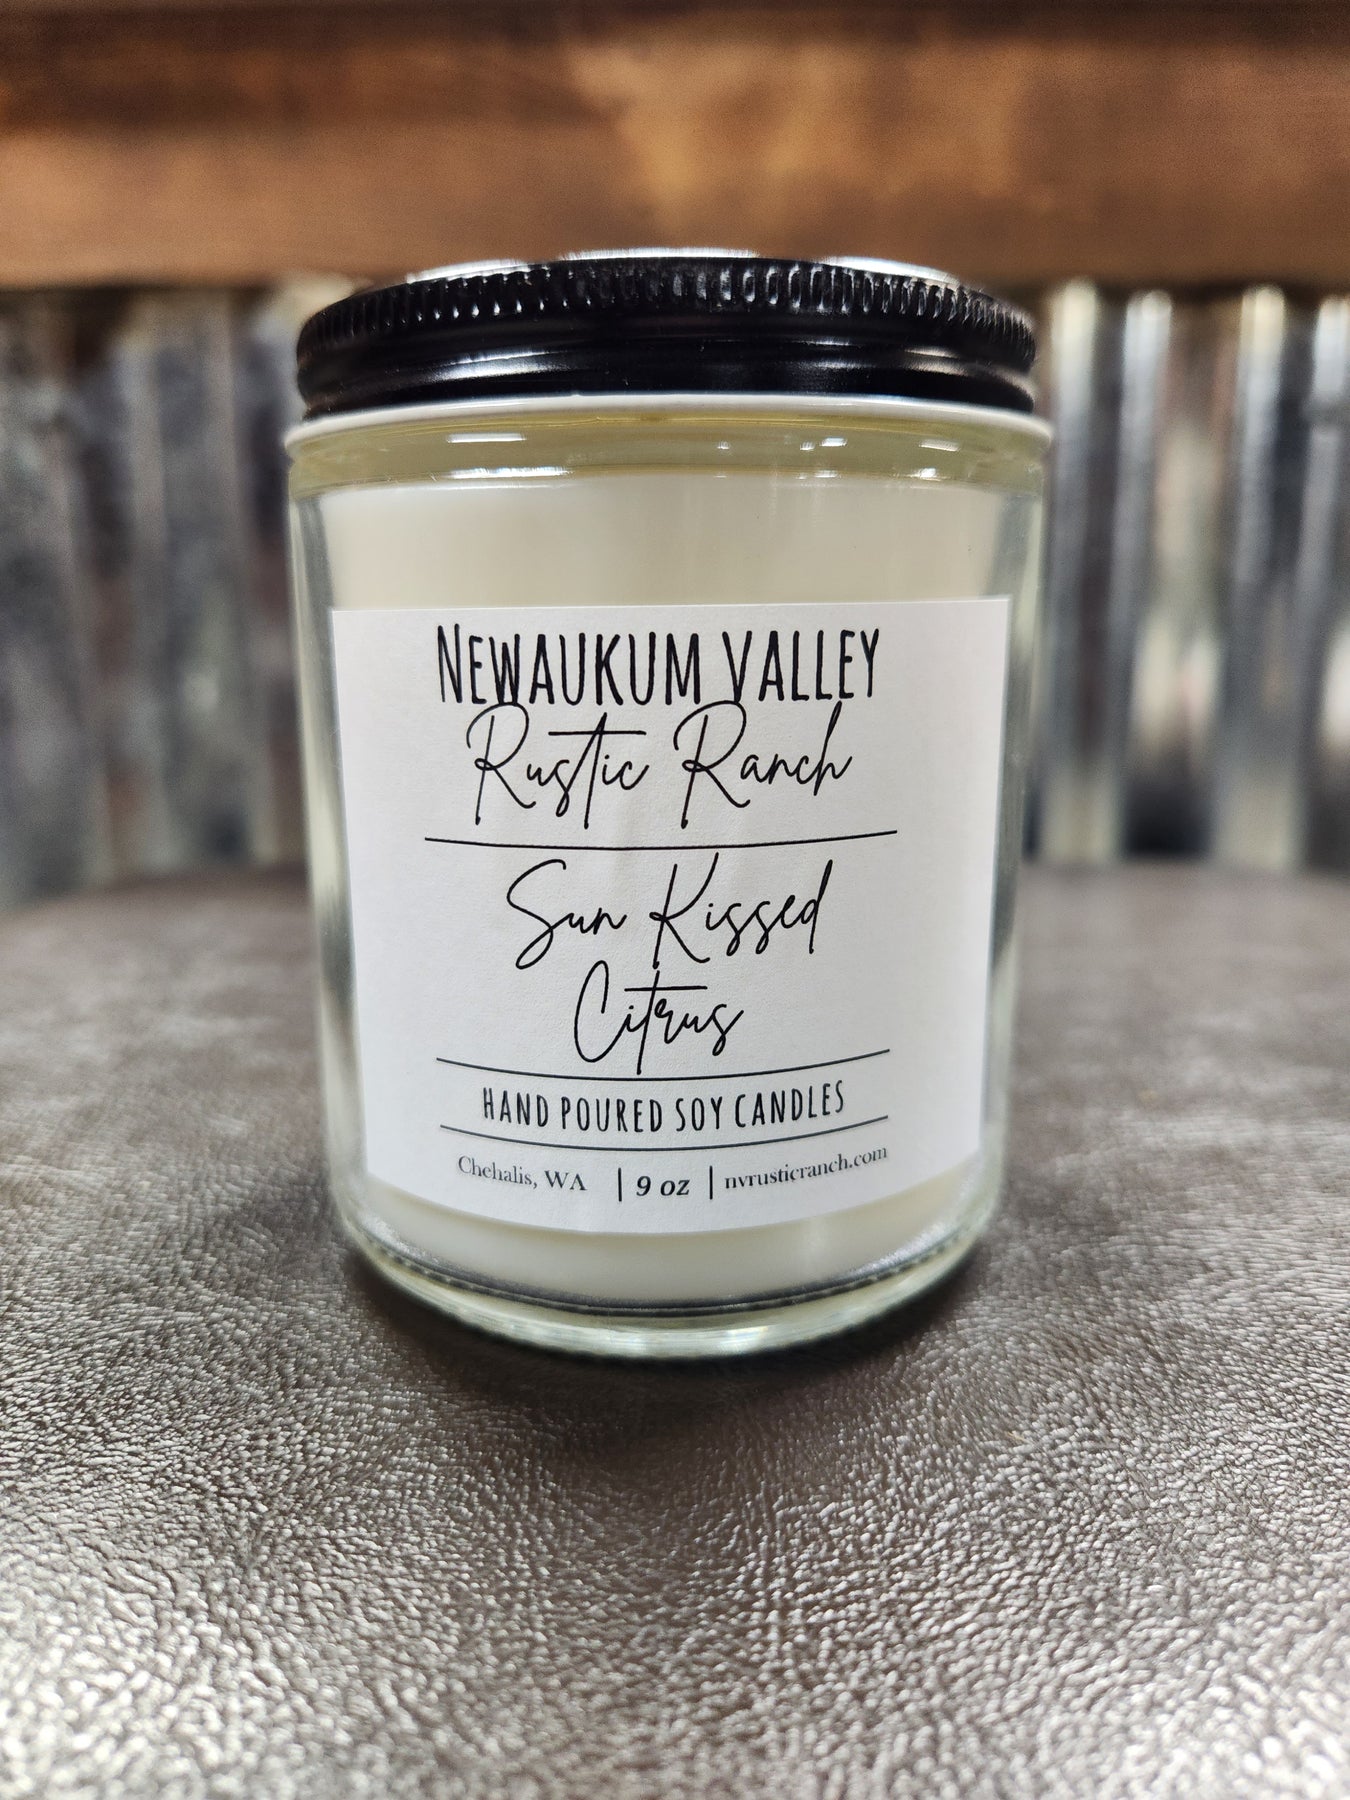 NEWAUKUM VALLEY
Rustic Ranch
Sun Kissed
Citrus
HAND POURED SOY CANDLES
Chehalis, WA | 9 oz | nvrusticranch.com